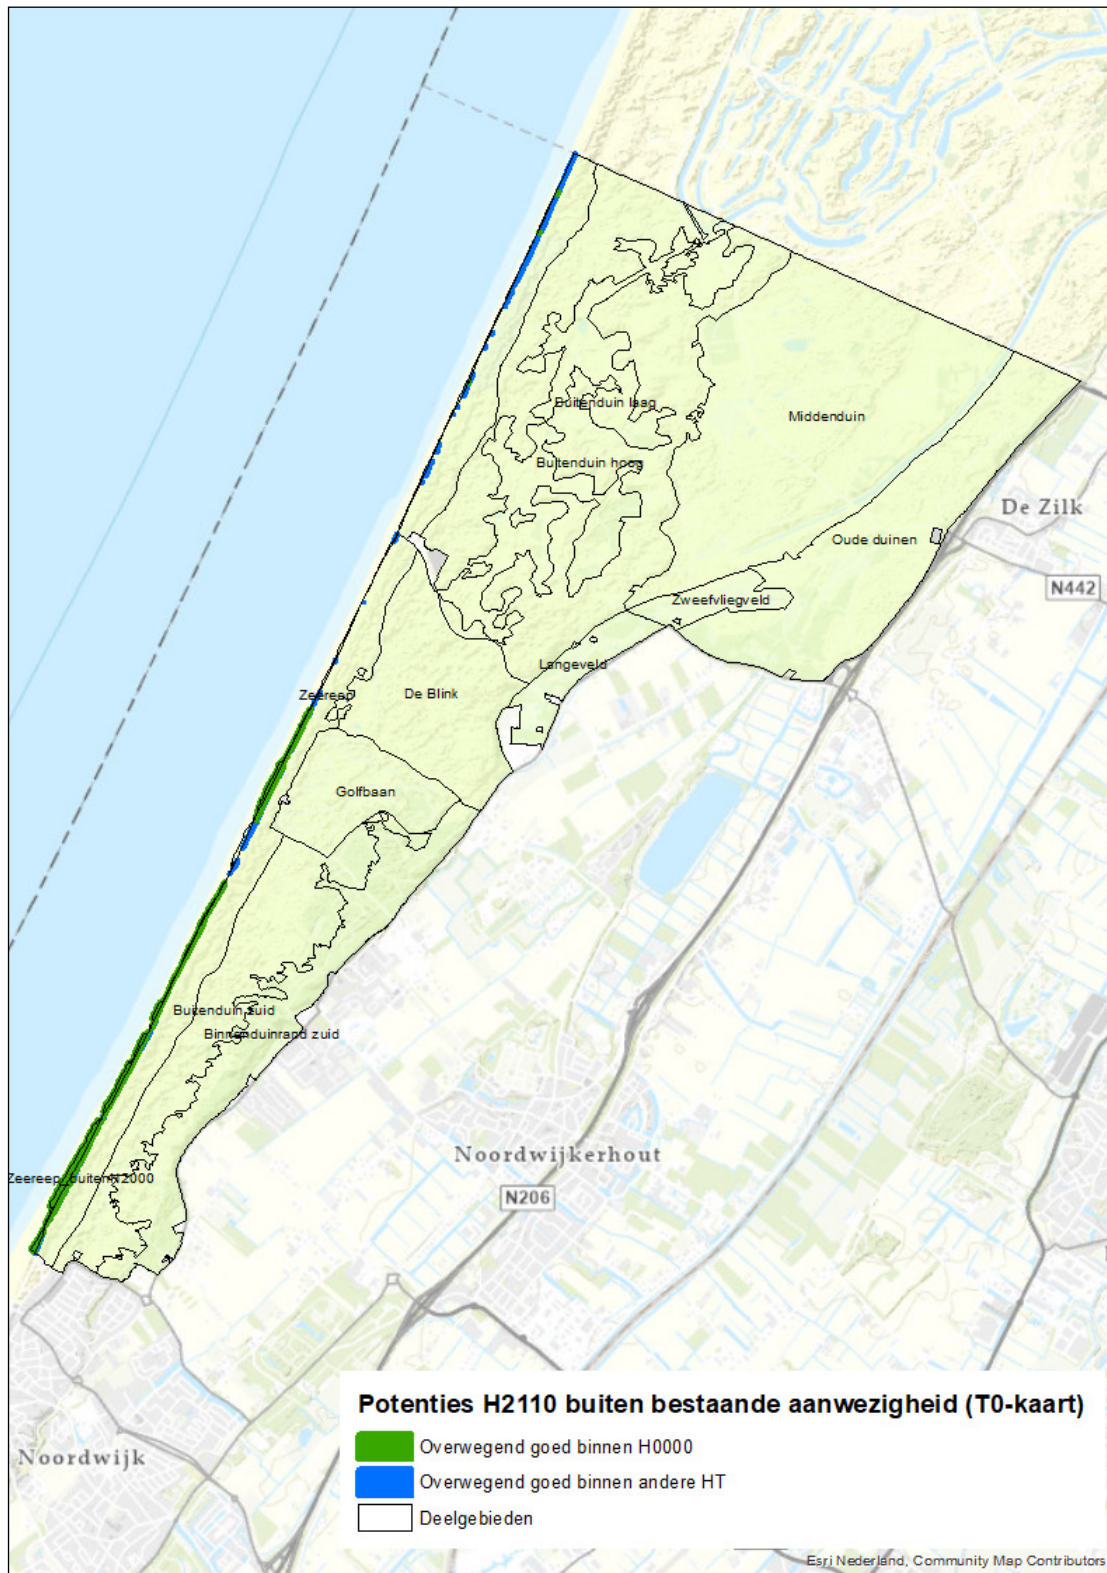 Buitenduin laag
Middenduin
Buitenduin hoog
De Zilk
Oude duinen
N442
Zweefvliegveld
Langeveld
Zeereep
De Blink
Golfbaan
Buitenduin zuid
Binnenduinrand zuid
Noordwijkerhout
Zeereep_buitenN2000
N206
Potenties H2110 buiten bestaande aanwezigheid (T0-kaart)
Overwegend goed binnen H0000
Noordwijk
Overwegend goed binnen andere HT
Deelgebieden
Esri Nederland, Community Map Contributors